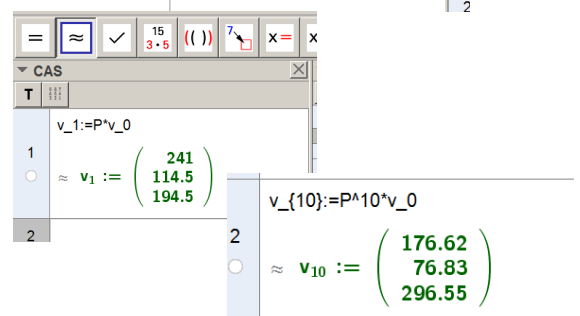 2
= ≈ ✓ 15 3·5 (( )) 7 x= x
CAS
T
v_1:=P*v_0
1
≈ v₁ := ( 241
114.5
194.5 )
2
v_{10}:=P^10*v_0
2
≈ v₁₀ := ( 176.62
76.83
296.55 )